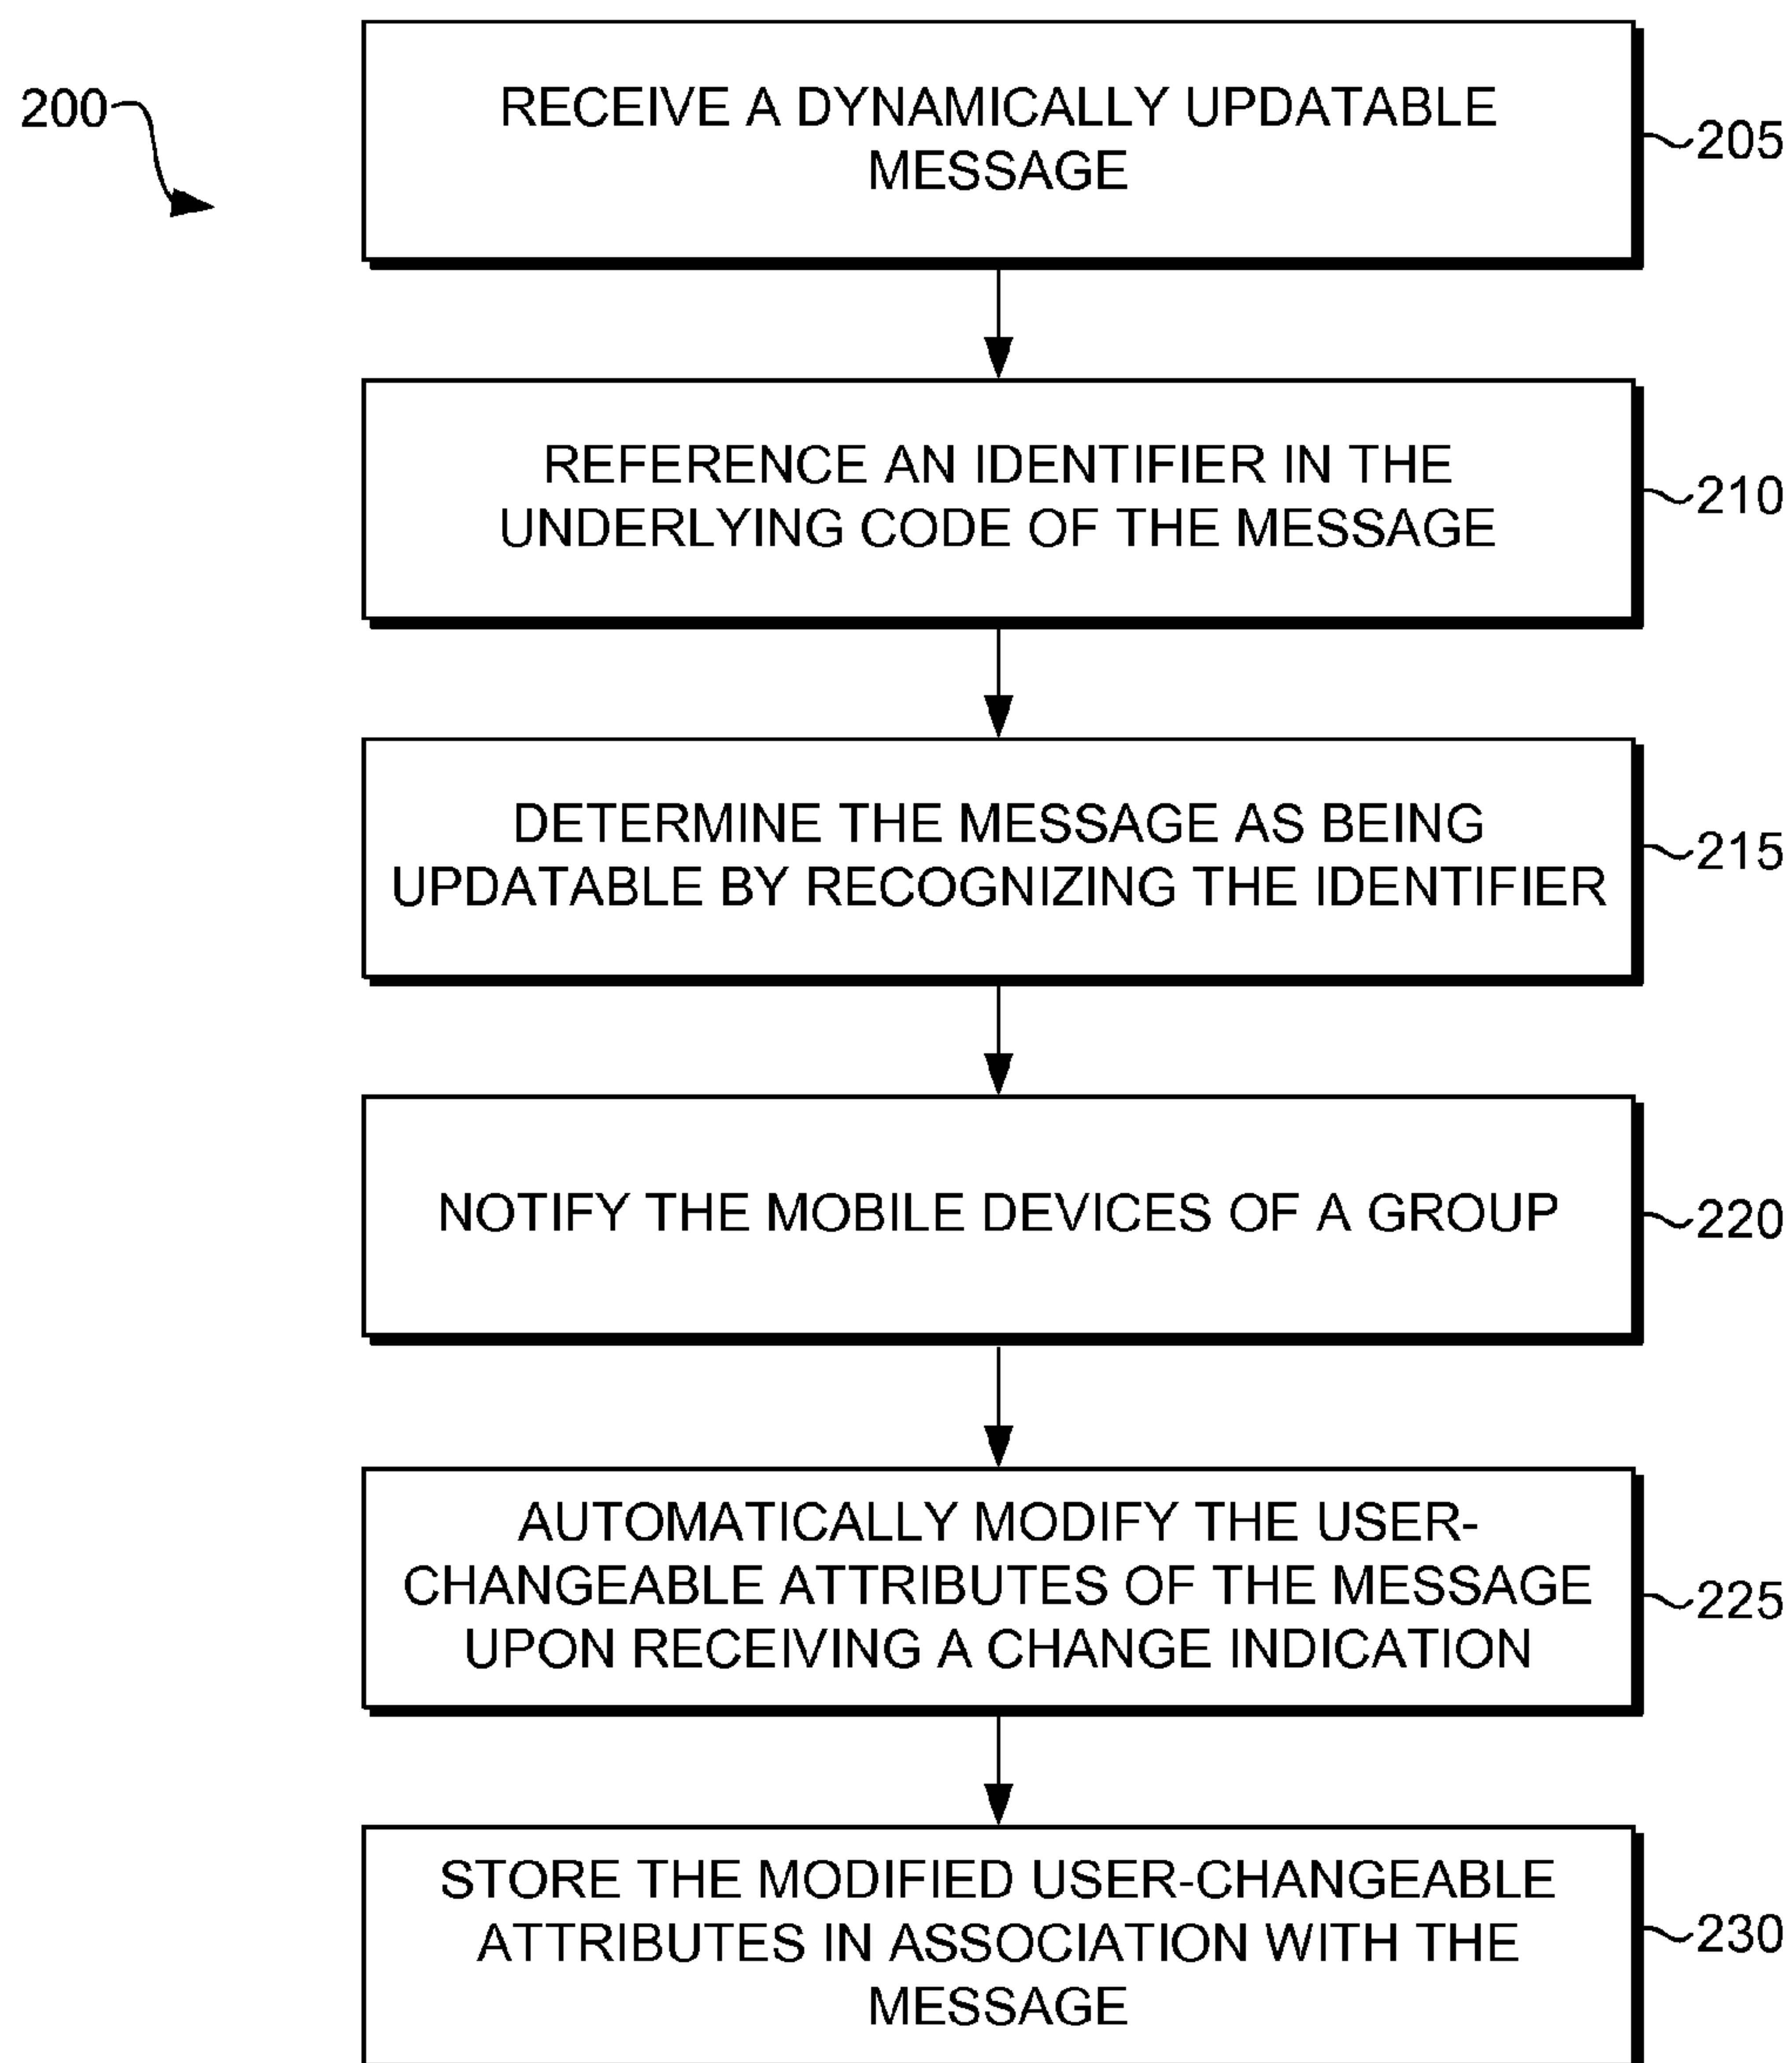 200
RECEIVE A DYNAMICALLY UPDATABLE
MESSAGE
205
REFERENCE AN IDENTIFIER IN THE
UNDERLYING CODE OF THE MESSAGE
210
DETERMINE THE MESSAGE AS BEING
UPDATABLE BY RECOGNIZING THE IDENTIFIER
215
NOTIFY THE MOBILE DEVICES OF A GROUP
220
AUTOMATICALLY MODIFY THE USER-
CHANGEABLE ATTRIBUTES OF THE MESSAGE
UPON RECEIVING A CHANGE INDICATION
225
STORE THE MODIFIED USER-CHANGEABLE
ATTRIBUTES IN ASSOCIATION WITH THE
MESSAGE
230